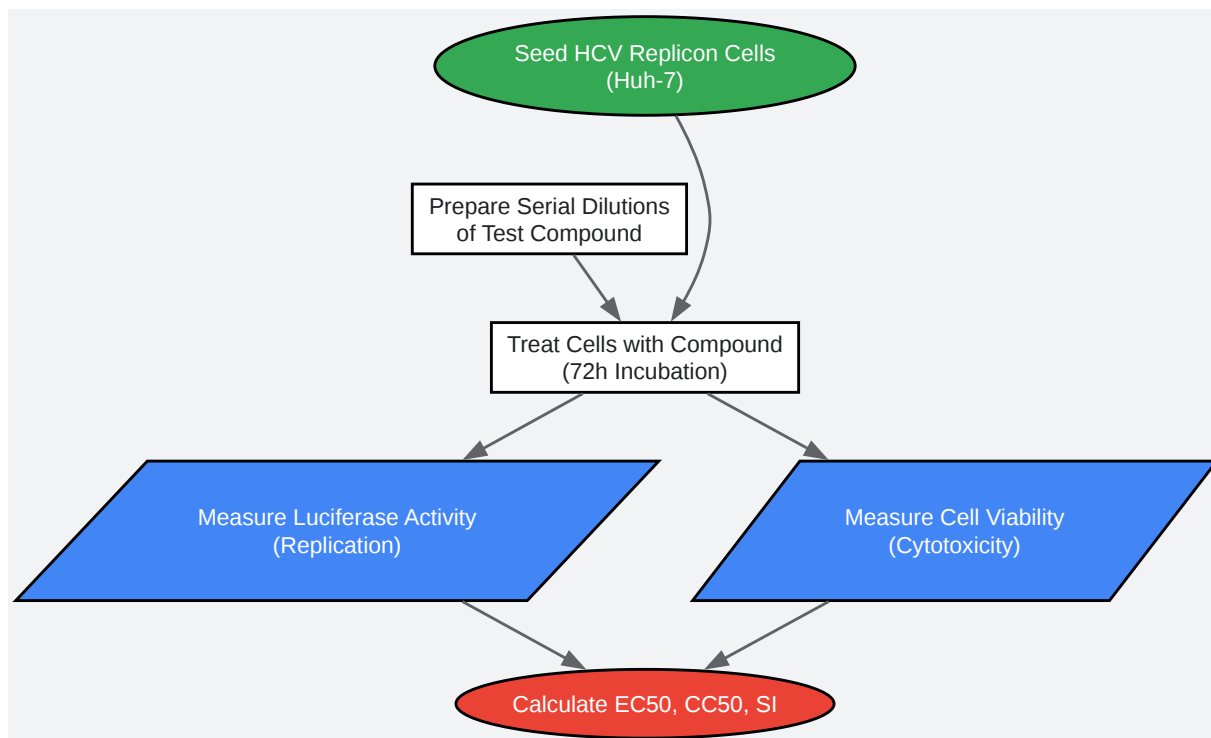 Seed HCV Replicon Cells
(Huh-7)
Prepare Serial Dilutions
of Test Compound
Treat Cells with Compound
(72h Incubation)
Measure Luciferase Activity
(Replication)
Measure Cell Viability
(Cytotoxicity)
Calculate EC50, CC50, SI